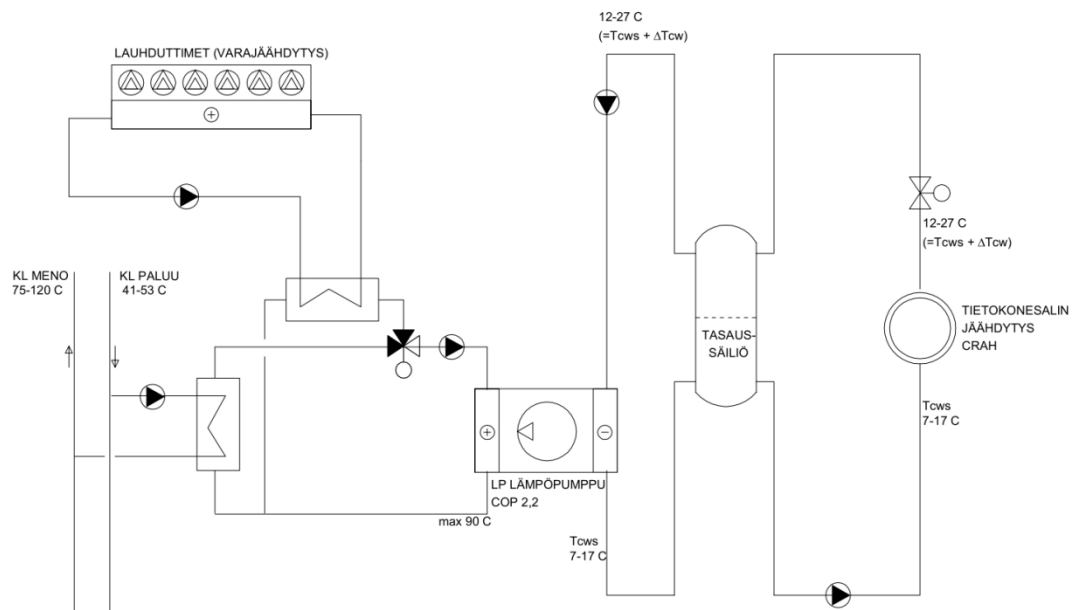 12-27 C
(=Tcws + ΔTcw)
LAUHDUTTIMET (VARAJÄÄHDYTYS)
12-27 C
(=Tcws + ΔTcw)
KL MENO
75-120 C
KL PALUU
41-53 C
TIETOKONESALIN
JÄÄHDYTYS
CRAH
TASAUS-
SÄILIÖ
Tcws
7-17 C
LP LÄMPÖPUMPPU
COP 2,2
max 90 C
Tcws
7-17 C